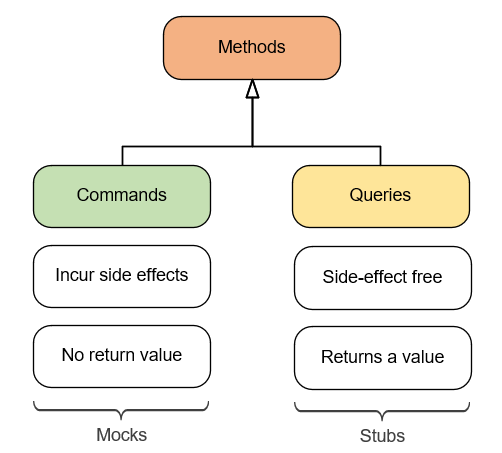 Methods
Commands
Queries
Incur side effects
Side-effect free
No return value
Returns a value
Mocks
Stubs